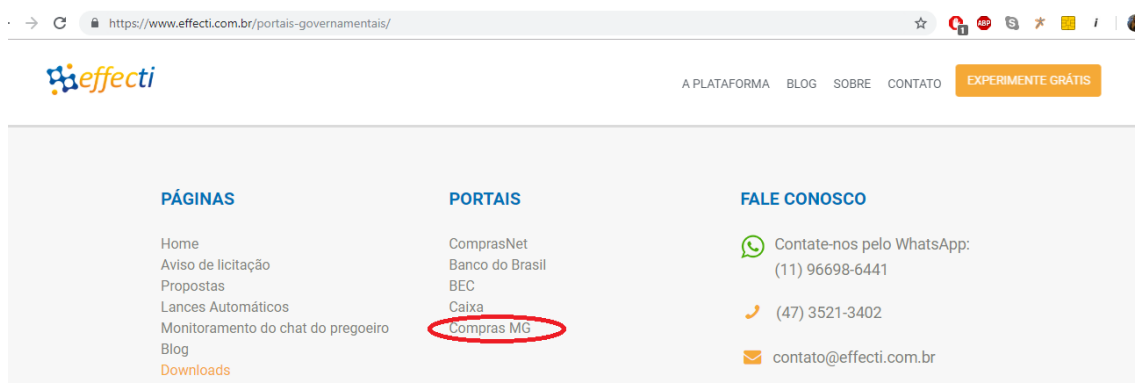 https://www.effecti.com.br/portais-governamentais/
1
ABP
S
i
effecti
A PLATAFORMA BLOG SOBRE CONTATO EXPERIMENTE GRÁTIS
PÁGINAS
Home
Aviso de licitação
Propostas
Lances Automáticos
Monitoramento do chat do pregoeiro
Blog
Downloads
PORTAIS
ComprasNet
Banco do Brasil
BEC
Caixa
Compras MG
FALE CONOSCO
Contate-nos pelo WhatsApp:
(11) 96698-6441
(47) 3521-3402
contato@effecti.com.br